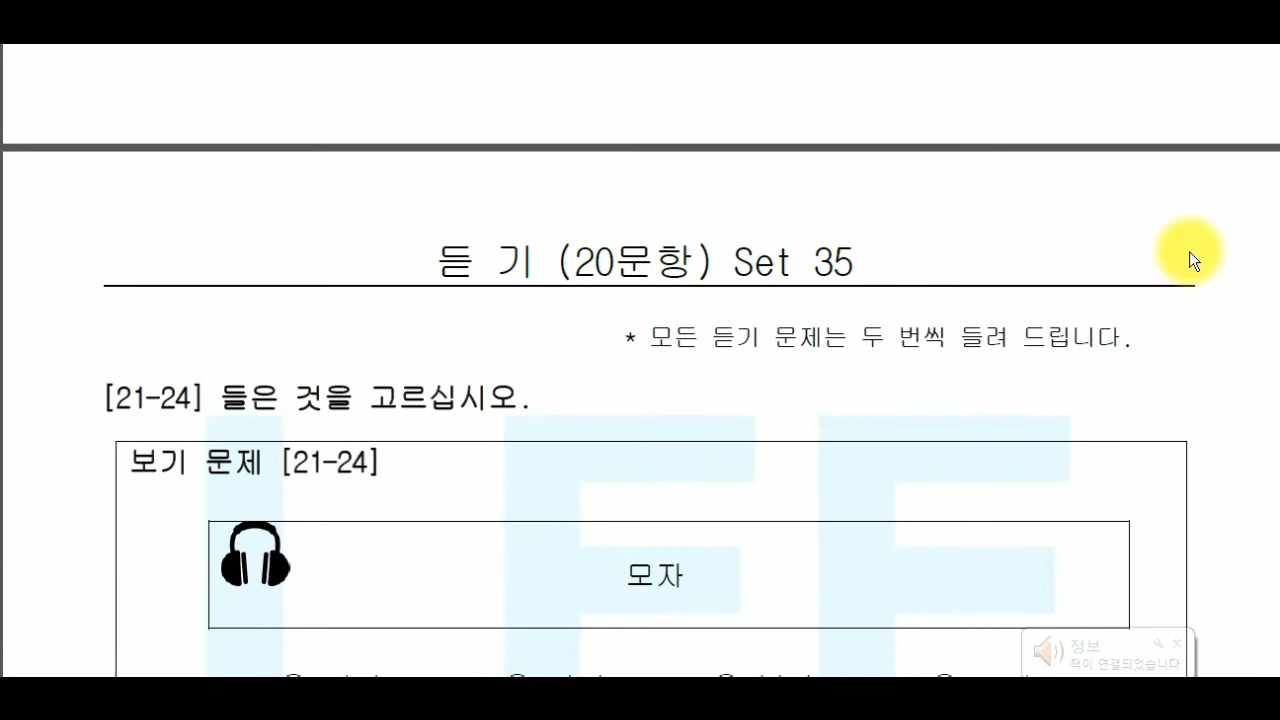 듣 기 (20문항) Set 35
* 모든 듣기 문제는 두 번씩 들려 드립니다.
[21-24] 들은 것을 고르십시오.
보기 문제 [21-24]
모자
정보
잭이 연결되었습니다.